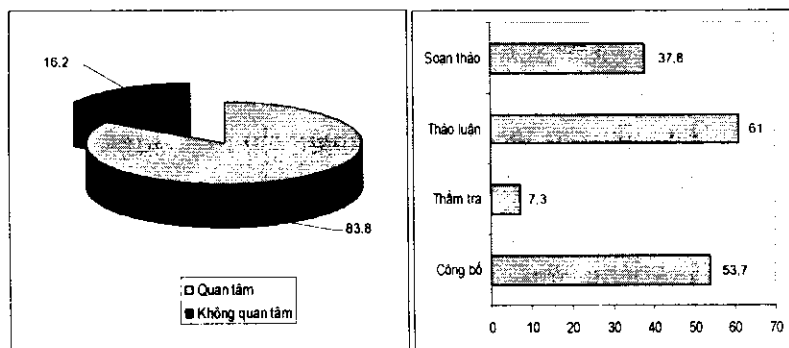 16.2
83.8
Quan tâm
Không quan tâm
Soạn thảo
37,8
Thảo luận
61
Thẩm tra
7,3
Công bố
53,7
0 10 20 30 40 50 60 70